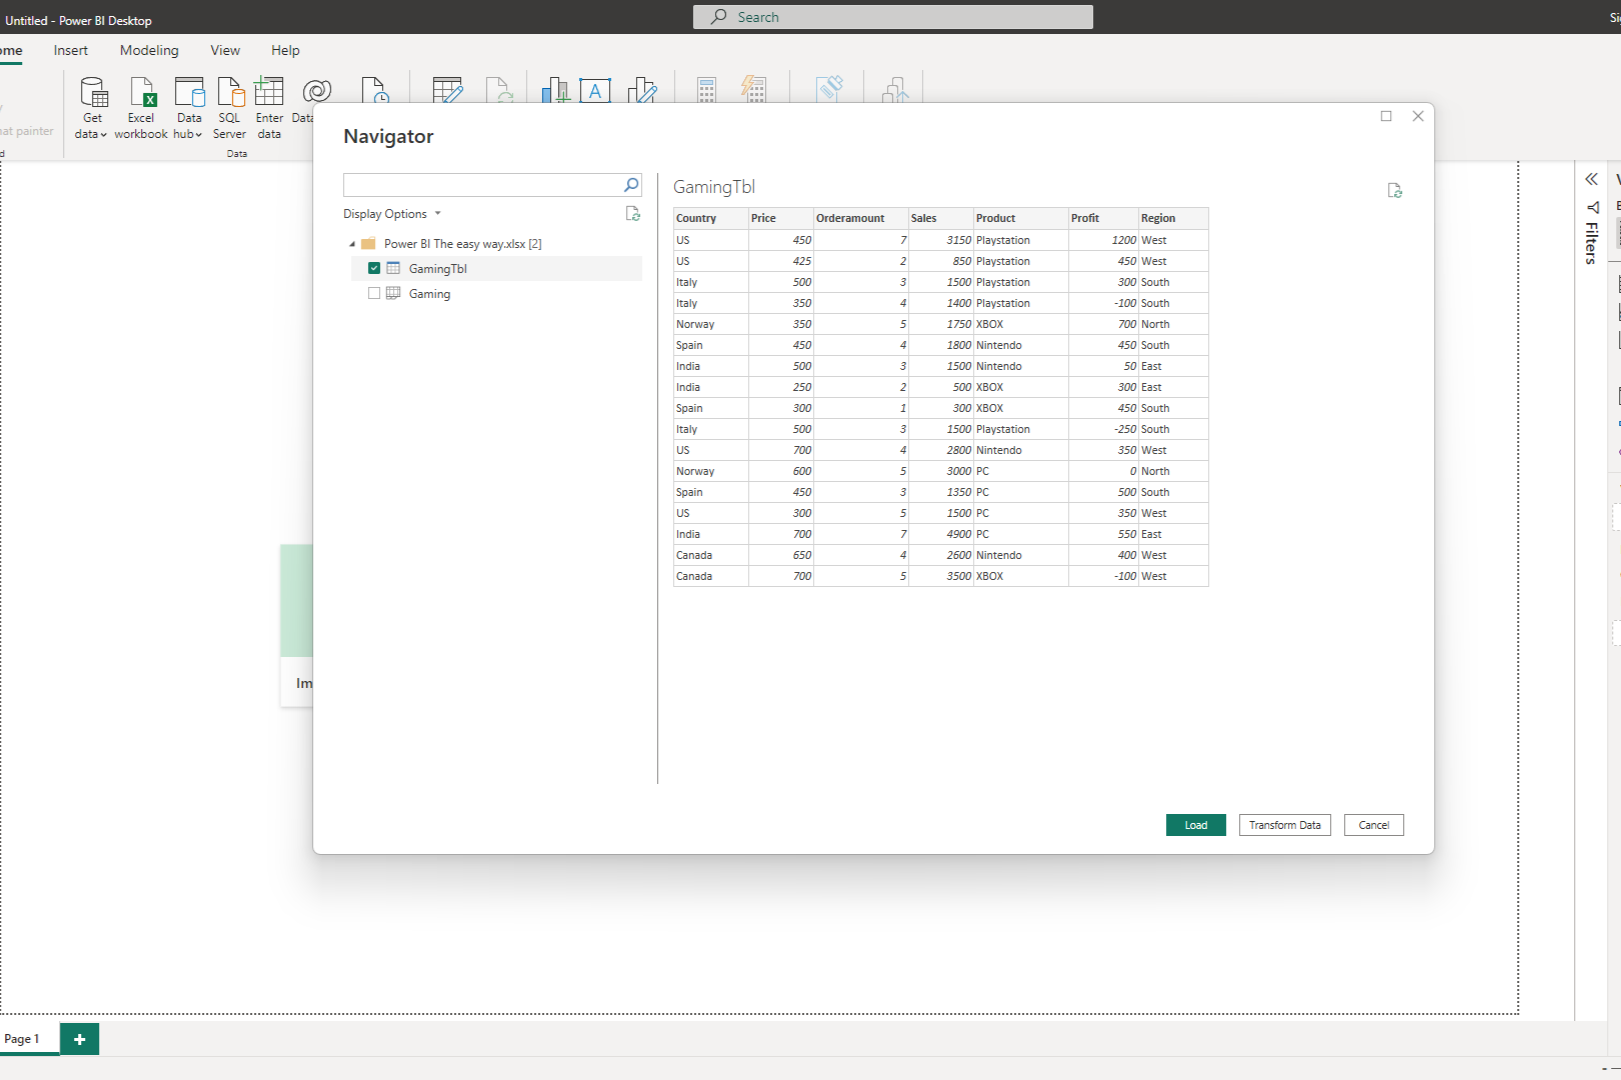 Untitled - Power BI Desktop
Search
Insert
Modeling
View
Help
Get data
Excel workbook
Data hub
SQL Server
Enter data
painter
Data
Navigator
Display Options
Power BI The easy way.xlsx [2]
GamingTbl
Gaming
GamingTbl
Country Price Orderamount Sales Product Profit Region
US 450 7 3150 Playstation 1200 West
US 425 2 850 Playstation 450 West
Italy 500 3 1500 Playstation 300 South
Italy 350 4 1400 Playstation -100 South
Norway 350 5 1750 XBOX 700 North
Spain 450 4 1800 Nintendo 450 South
India 500 3 1500 Nintendo 50 East
India 250 2 500 XBOX 300 East
Spain 300 1 300 XBOX 450 South
Italy 500 3 1500 Playstation -250 South
US 700 4 2800 Nintendo 350 West
Norway 600 5 3000 PC 0 North
Spain 450 3 1350 PC 500 South
US 300 5 1500 PC 350 West
India 700 7 4900 PC 550 East
Canada 650 4 2600 Nintendo 400 West
Canada 700 5 3500 XBOX -100 West
Load
Transform Data
Cancel
Filters
Page 1